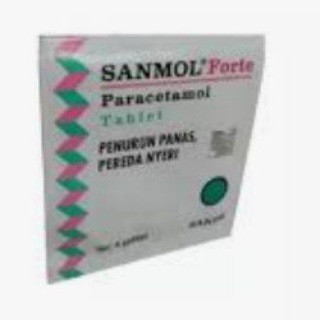 SANMOL® Forte
Paracetamol
Tablet
PENURUN PANAS,
PEREDA NYERI